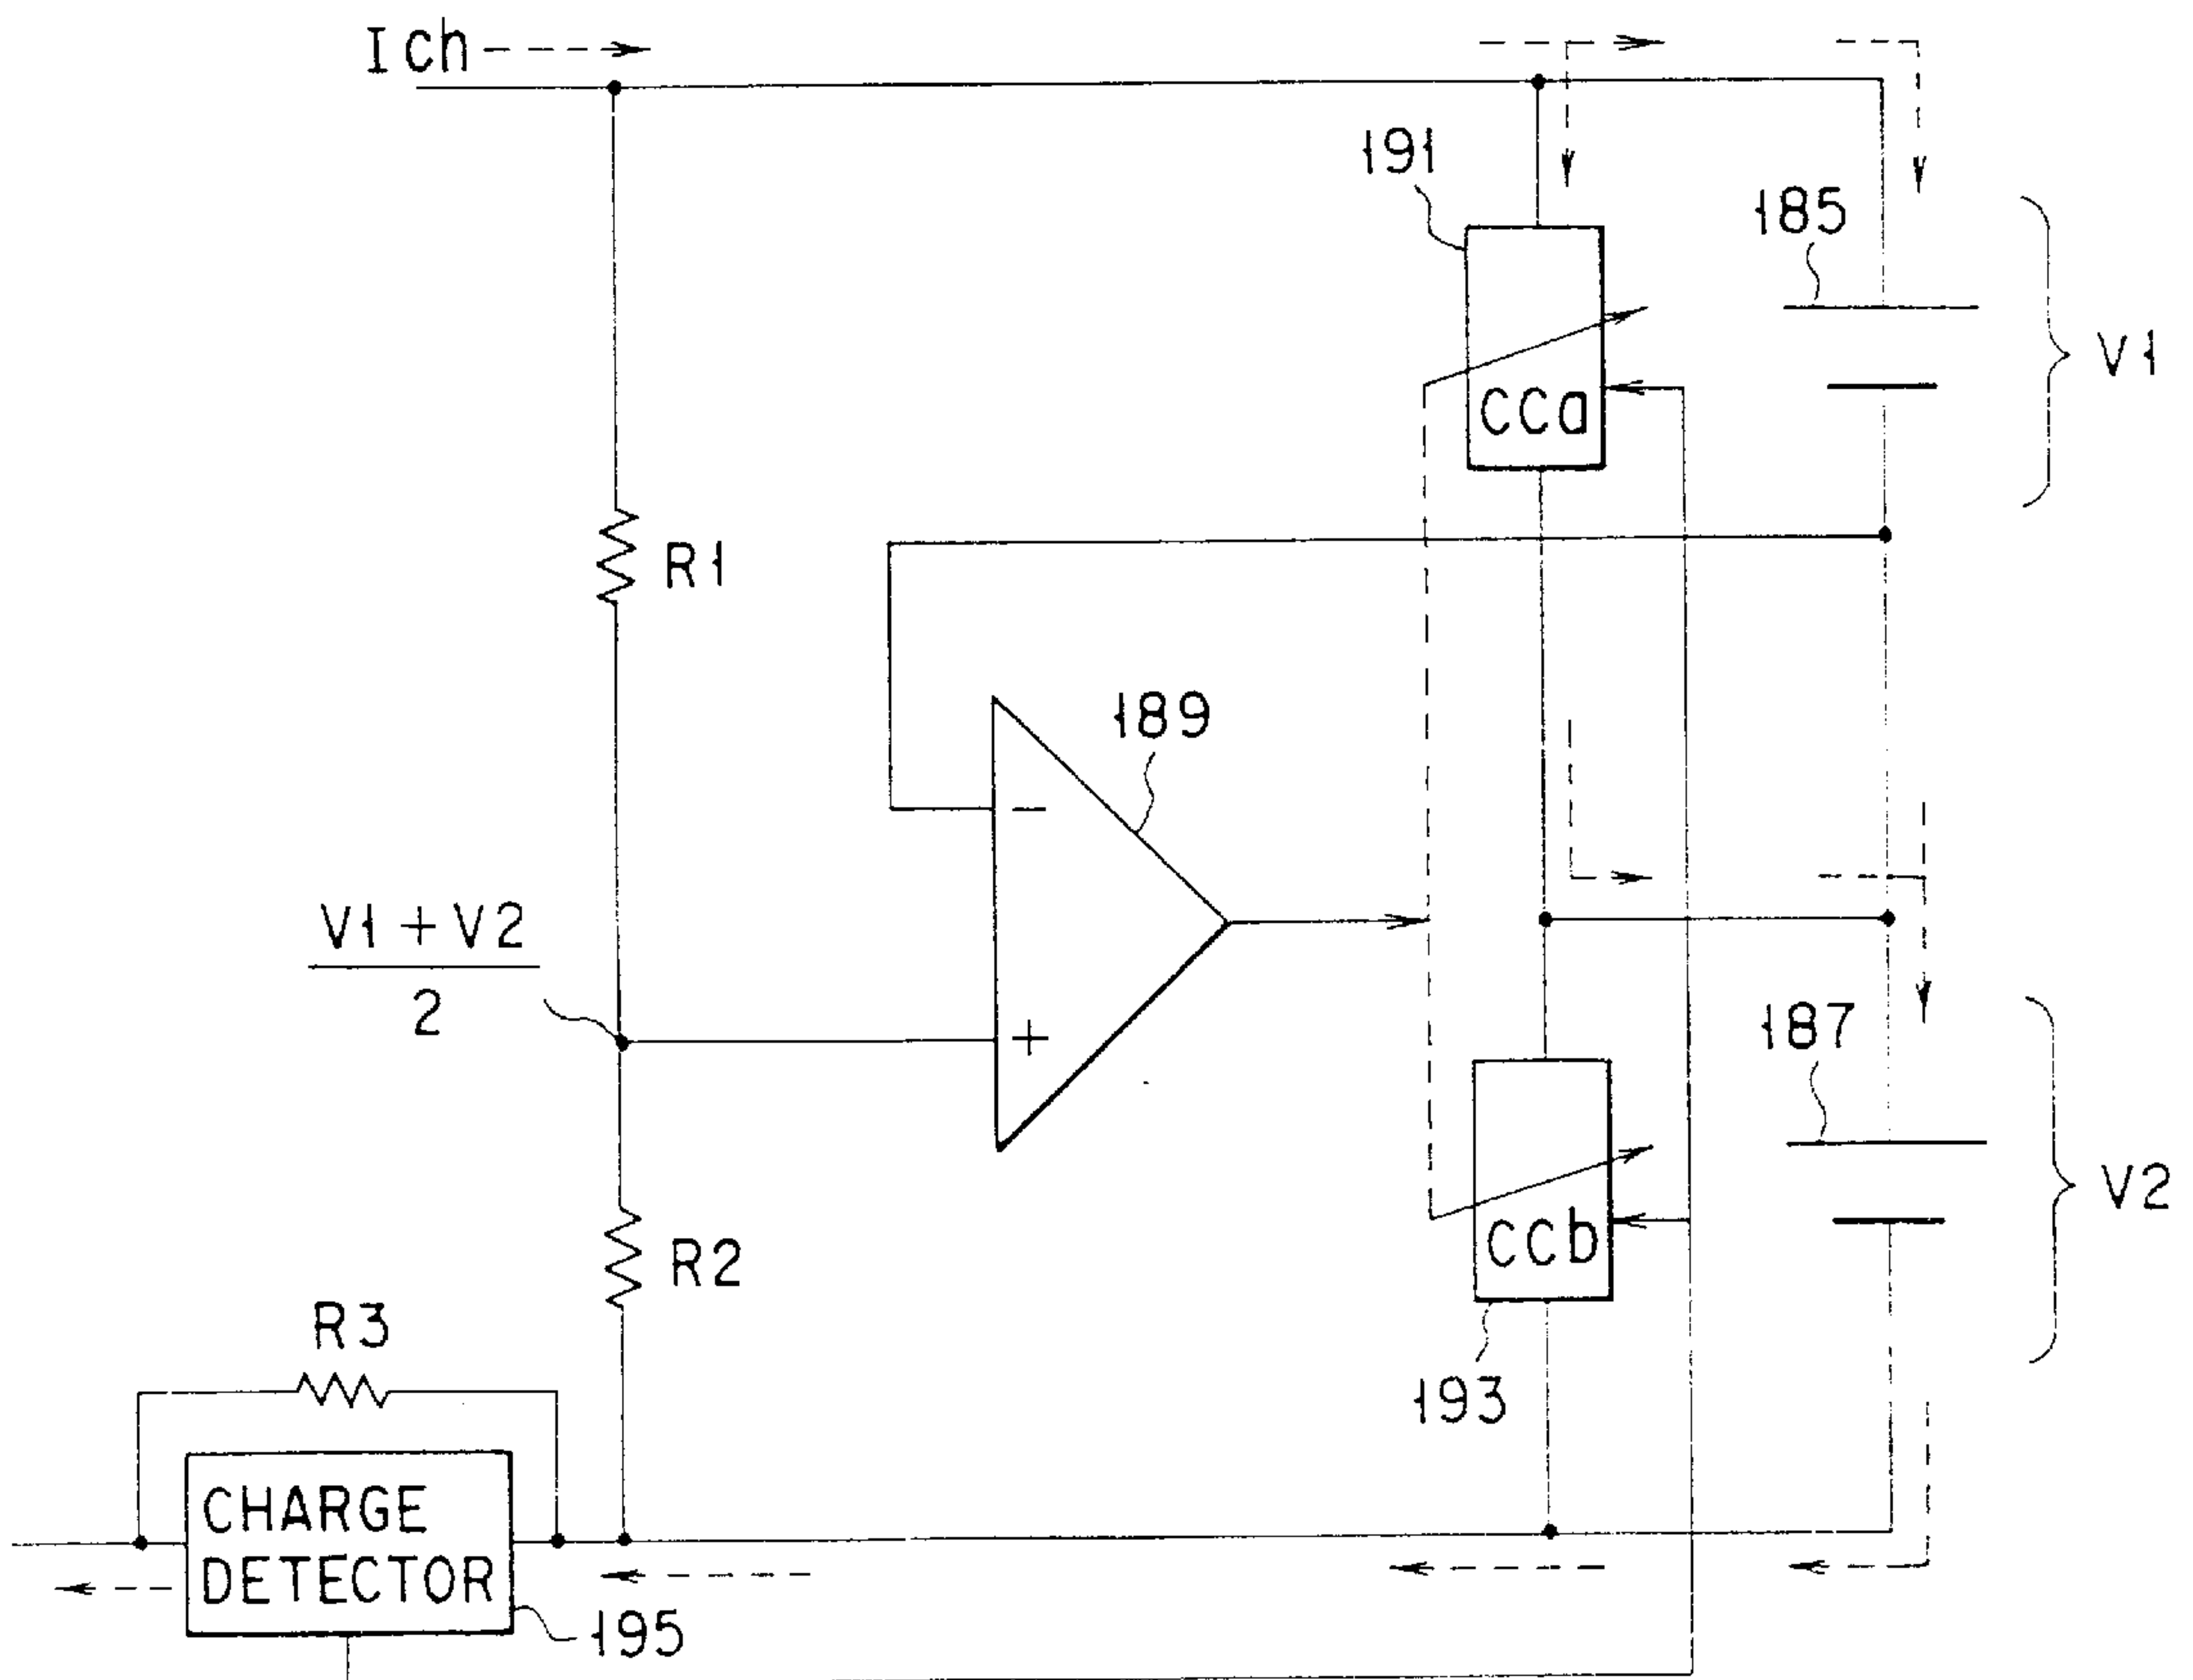 Ich
191
185
V1
CCa
R1
189
V1 + V2
2
−
+
187
V2
CCb
R2
R3
193
CHARGE
DETECTOR
195